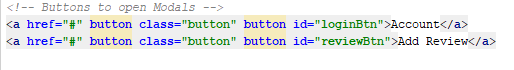 <!-- Buttons to open Modals -->
<a href="#" button class="button" button id="loginBtn">Account</a>
<a href="#" button class="button" button id="reviewBtn">Add Review</a>